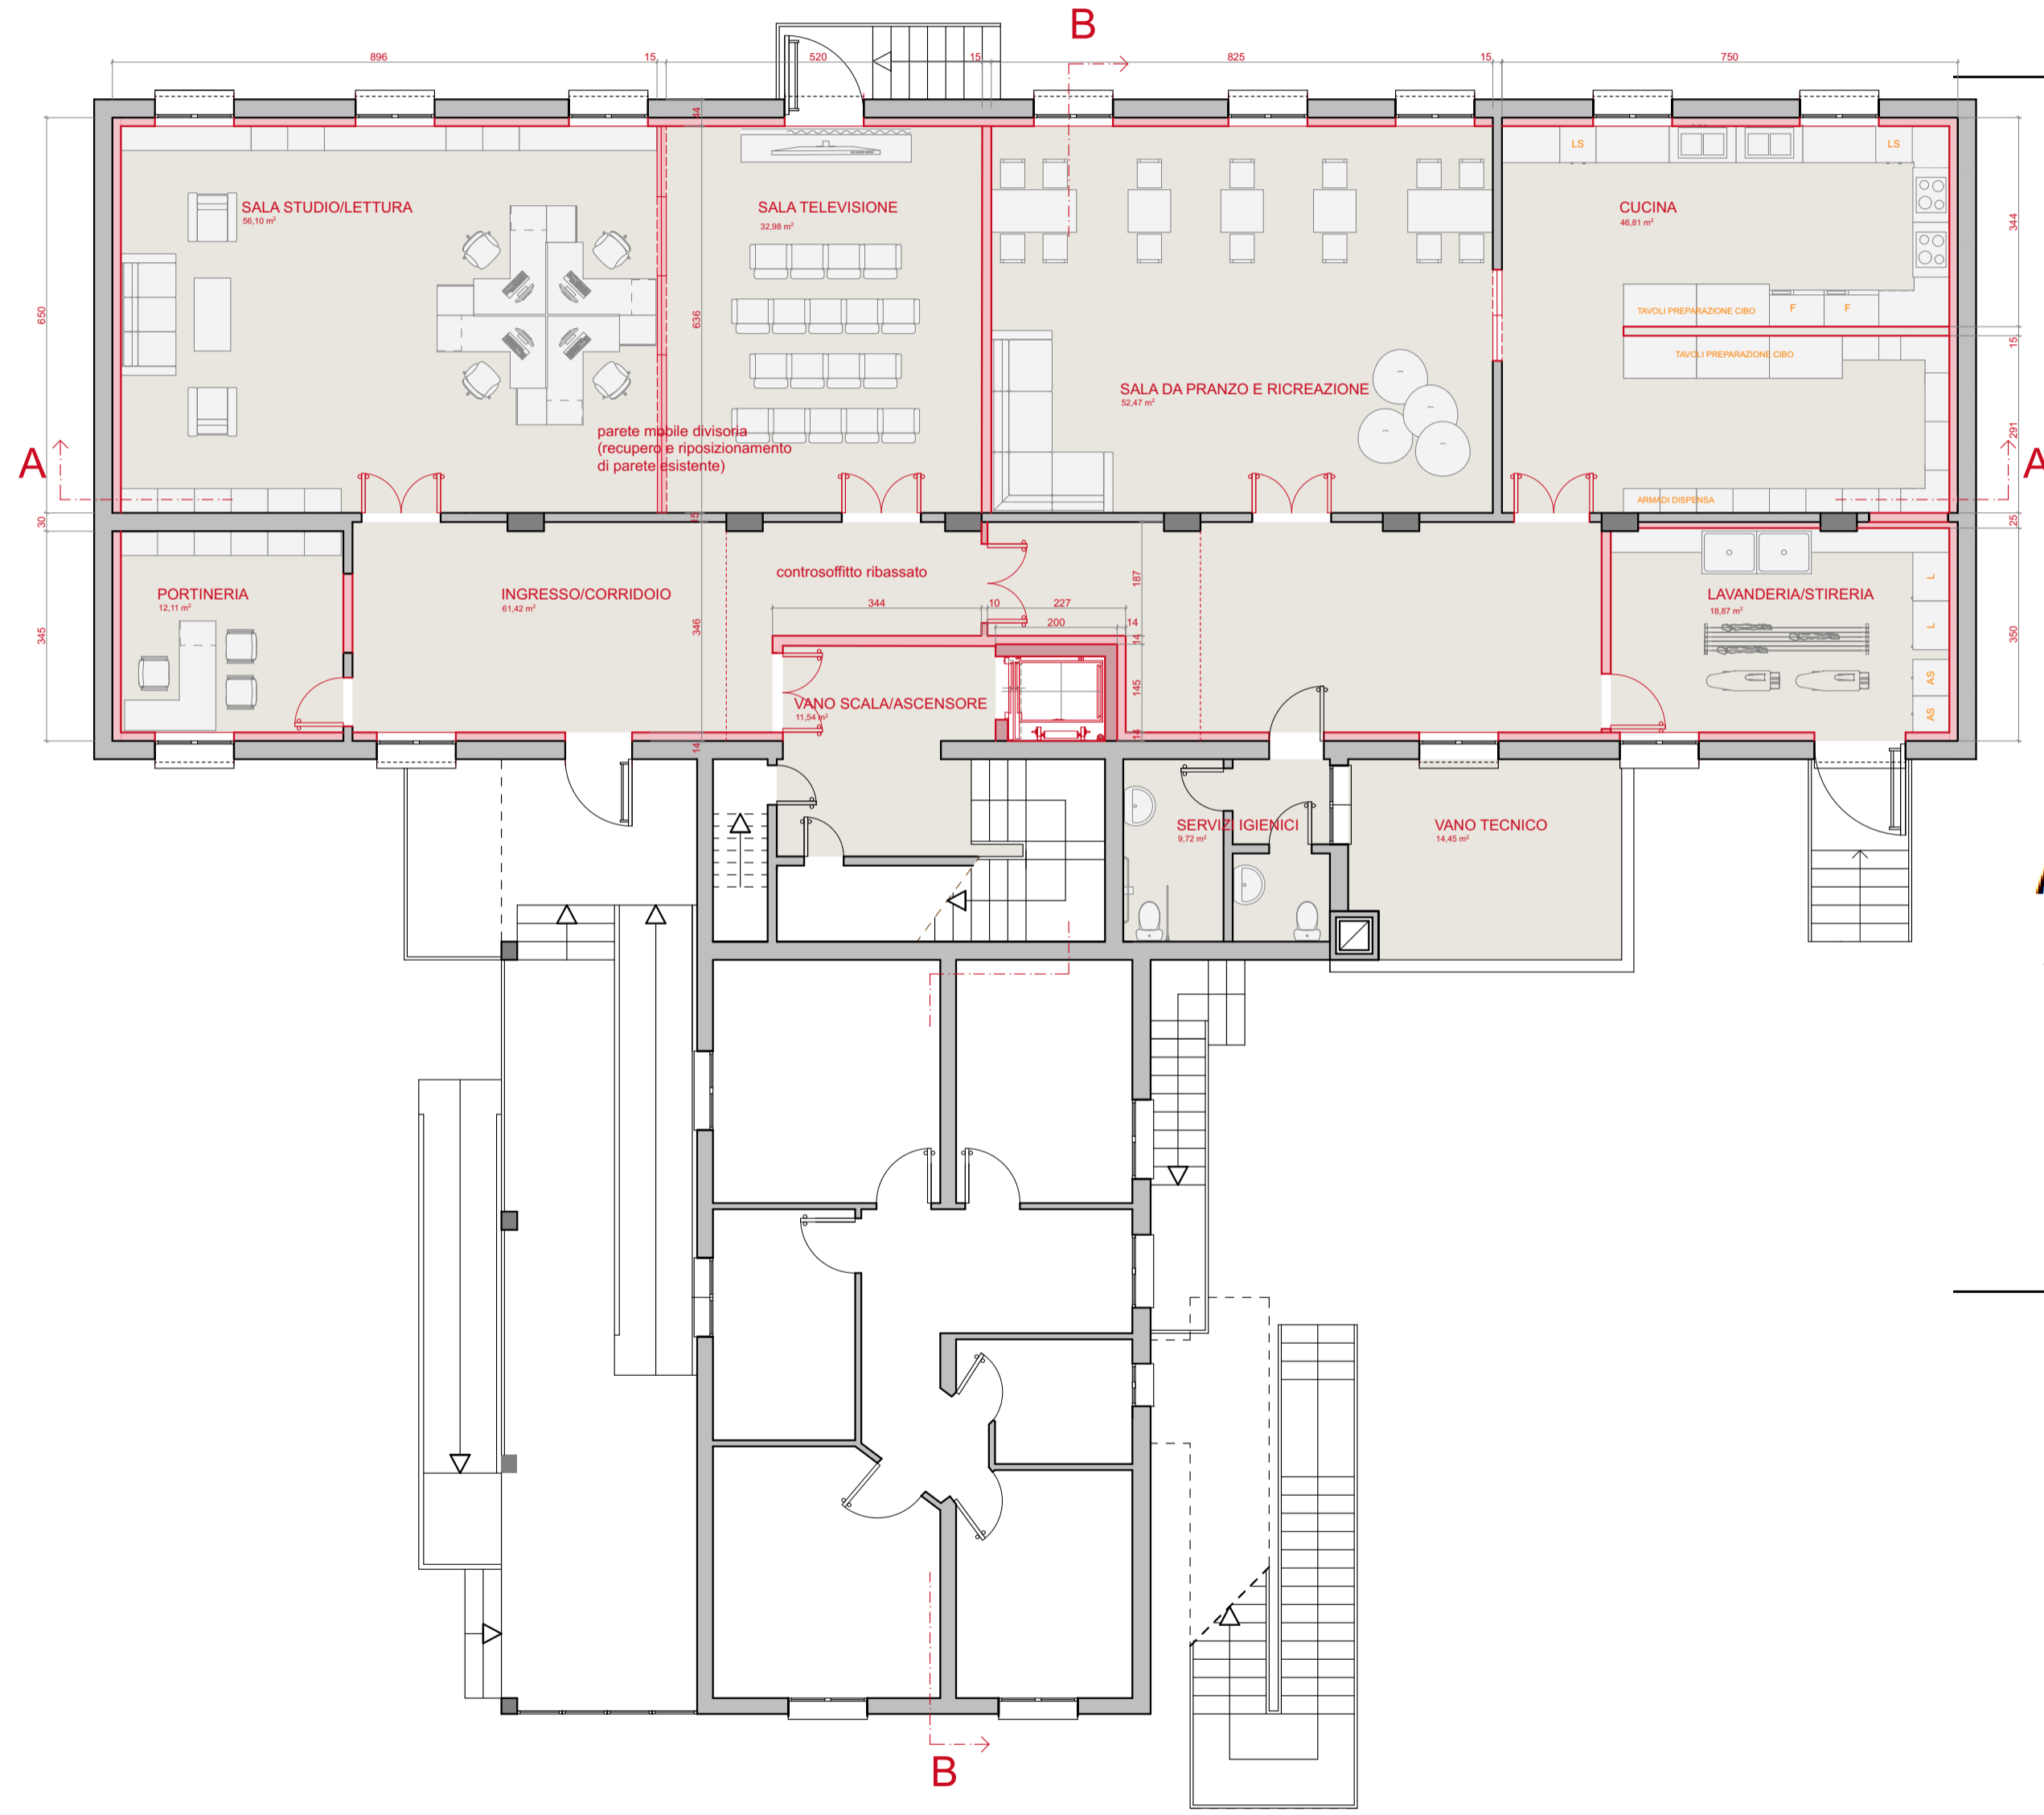 B
896
15
520
15
825
15
750
44
LS
LS
SALA STUDIO/LETTURA
56,10 m²
SALA TELEVISIONE
32,98 m²
CUCINA
46,81 m²
344
650
636
TAVOLI PREPARAZIONE CIBO
F
F
15
TAVOLI PREPARAZIONE CIBO
SALA DA PRANZO E RICREAZIONE
52,47 m²
parete mobile divisoria
(recupero e riposizionamento
di parete esistente)
291
A
A
ARMADI DISPENSA
30
15
25
controsoffitto ribassato
187
PORTINERIA
12,11 m²
INGRESSO/CORRIDOIO
61,42 m²
344
10
227
LAVANDERIA/STIRERIA
18,87 m²
L
L
345
346
200
14
14
350
145
AS
AS
VANO SCALA/ASCENSORE
11,54 m²
14
14
SERVIZI IGIENICI
9,72 m²
VANO TECNICO
14,45 m²
B